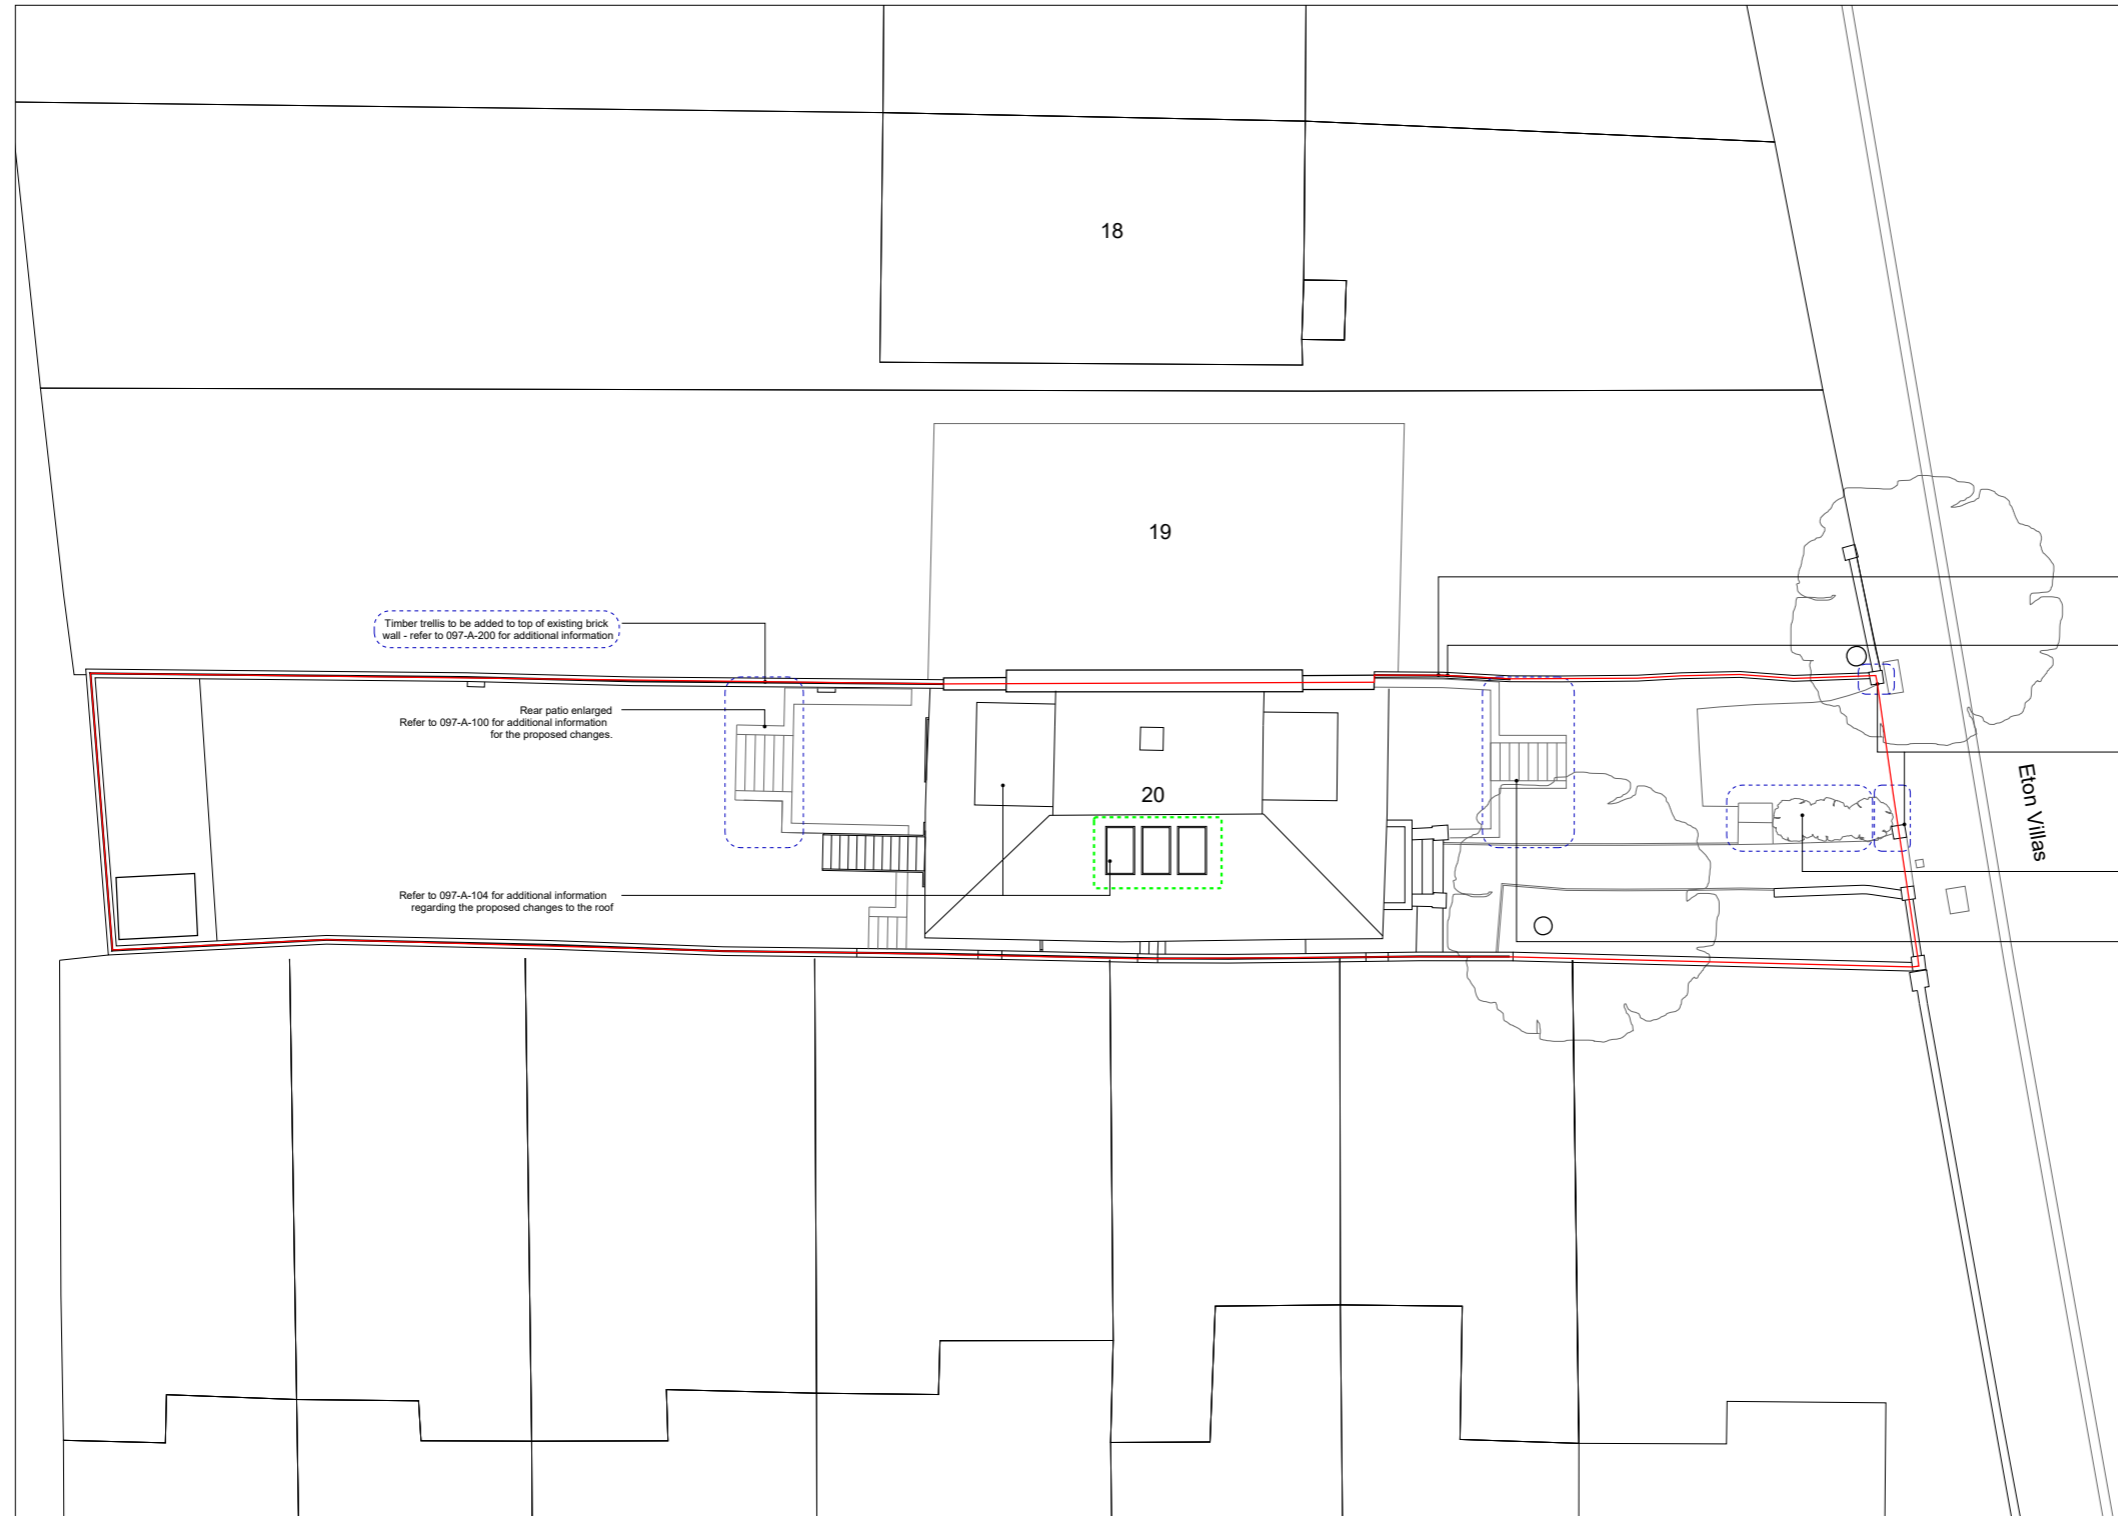 18
19
Timber trellis to be added to top of existing brick
wall - refer to 097-A-200 for additional information
Rear patio enlarged
Refer to 097-A-100 for additional information
for the proposed changes.
20
Eton Villas
Refer to 097-A-104 for additional information
regarding the proposed changes to the roof